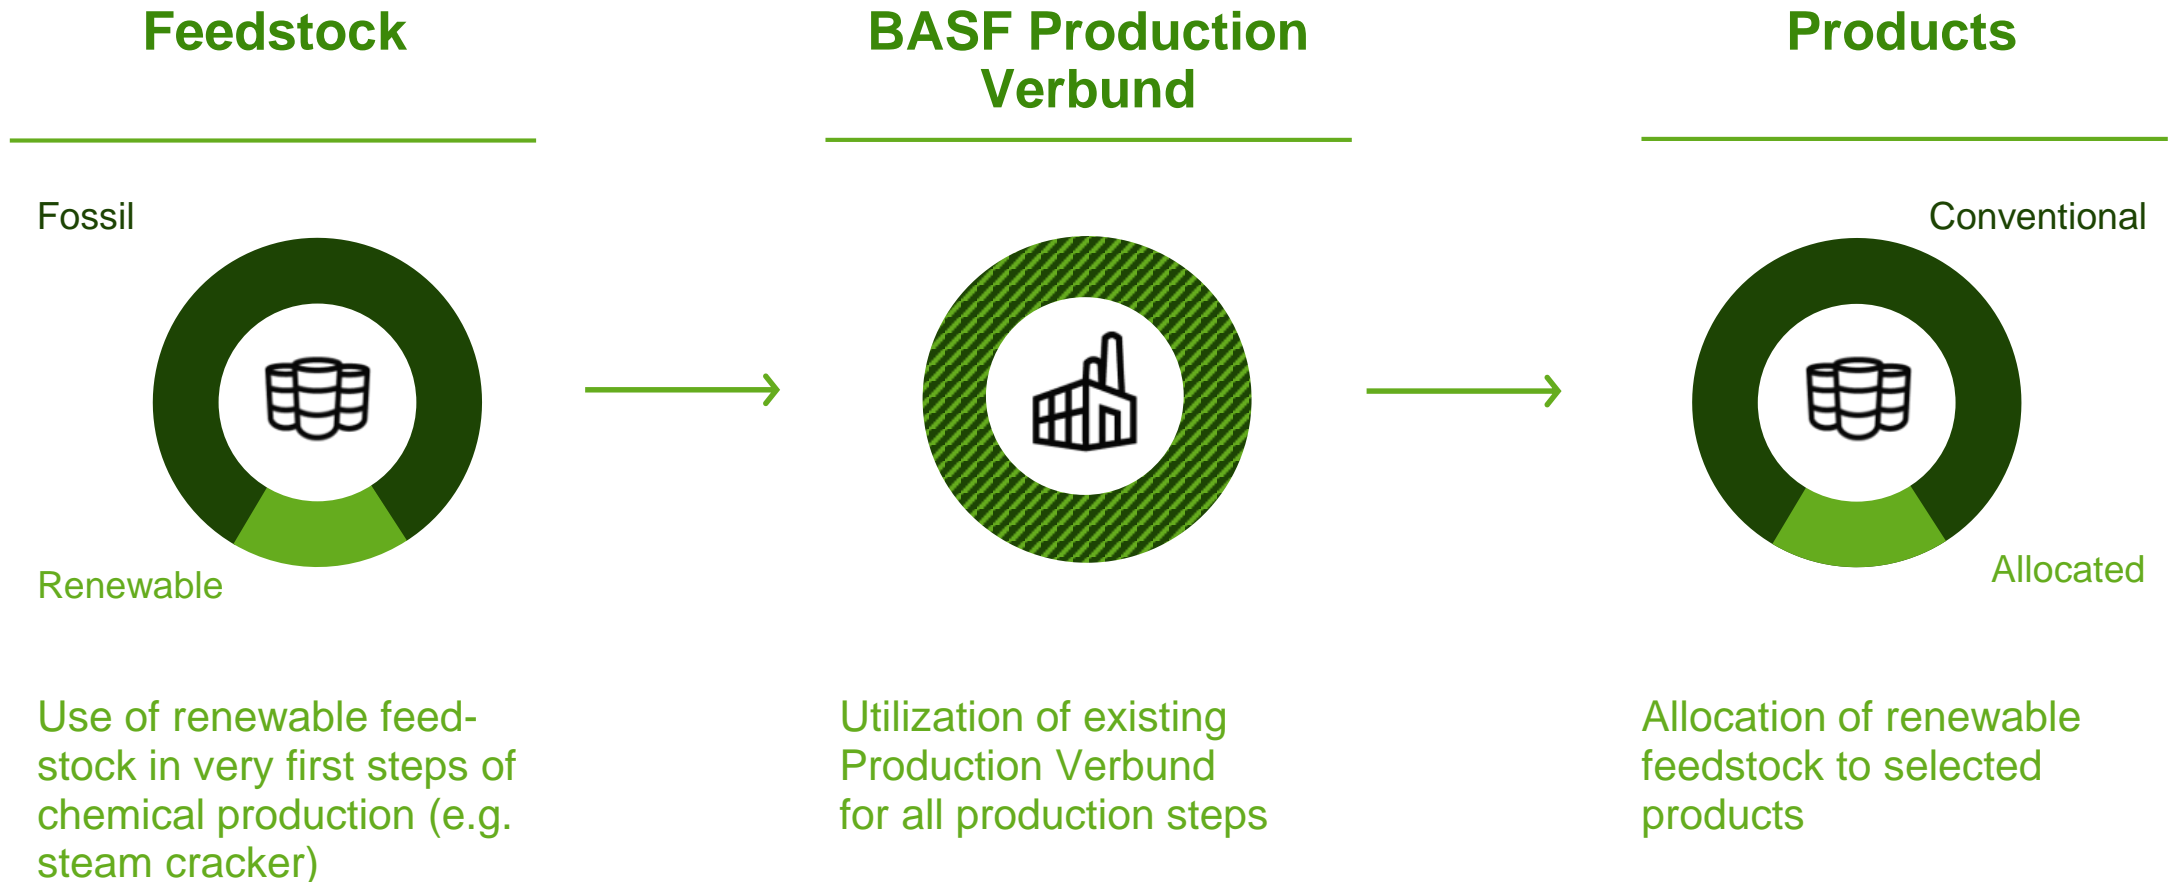 Feedstock
BASF Production
Verbund
Products
Fossil
Renewable
Conventional
Allocated
Use of renewable feed-
stock in very first steps of
chemical production (e.g.
steam cracker)
Utilization of existing
Production Verbund
for all production steps
Allocation of renewable
feedstock to selected
products